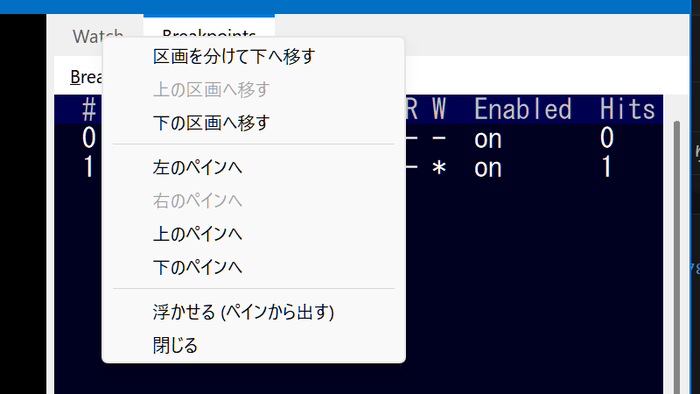 Watch Breakpoints
Brea
区画を分けて下へ移す
上の区画へ移す
下の区画へ移す
左のペインへ
右のペインへ
上のペインへ
下のペインへ
浮かせる (ペインから出す)
閉じる
# R W Enabled Hits
0 - - on 0
1 - * on 1